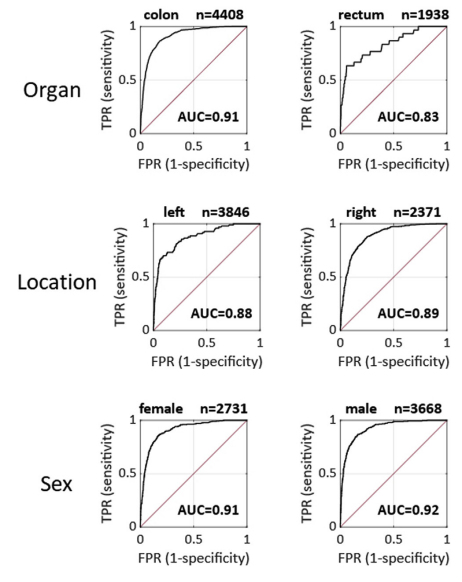 colon n=4408
rectum n=1938
Organ
TPR (sensitivity)
1
0.5
0
AUC=0.91
0 0.5 1
FPR (1-specificity)
TPR (sensitivity)
1
0.5
0
AUC=0.83
0 0.5 1
FPR (1-specificity)
left n=3846
right n=2371
Location
TPR (sensitivity)
1
0.5
0
AUC=0.88
0 0.5 1
FPR (1-specificity)
TPR (sensitivity)
1
0.5
0
AUC=0.89
0 0.5 1
FPR (1-specificity)
female n=2731
male n=3668
Sex
TPR (sensitivity)
1
0.5
0
AUC=0.91
0 0.5 1
FPR (1-specificity)
TPR (sensitivity)
1
0.5
0
AUC=0.92
0 0.5 1
FPR (1-specificity)